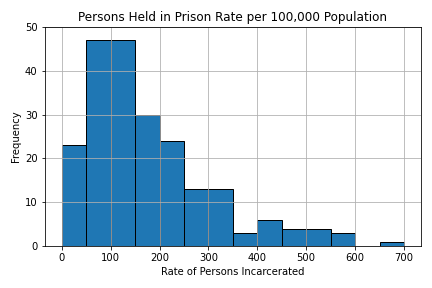 Persons Held in Prison Rate per 100,000 Population
50
40
30
20
10
0
Frequency
0 100 200 300 400 500 600 700
Rate of Persons Incarcerated